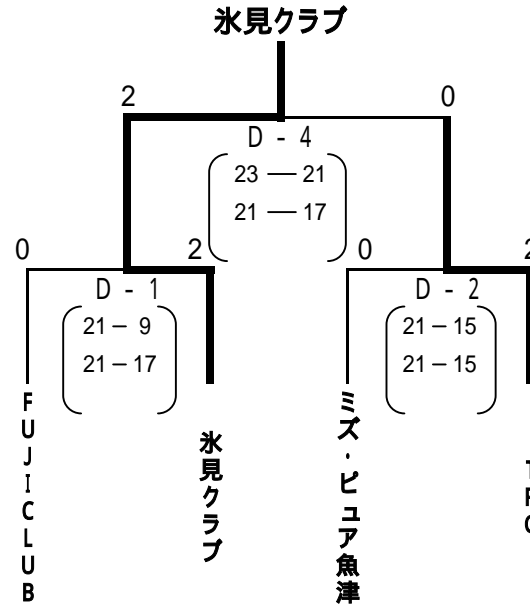 氷見クラブ
2
0
D - 4
23 — 21
21 — 17
0
2
0
D - 1
D - 2
21 – 9
21 – 17
21 – 15
21 – 15
FUJICLUB
氷見クラブ
ミズ・ピュア魚津